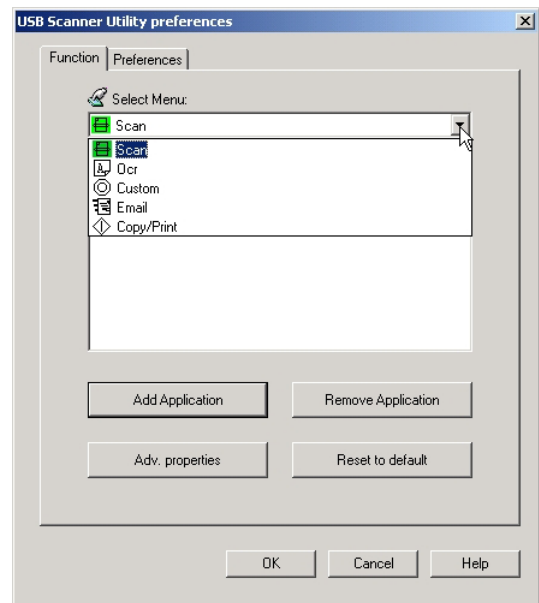 USB Scanner Utility preferences
Function Preferences
Select Menu:
Scan
Scan
Ocr
Custom
Email
Copy/Print
Add Application Remove Application
Adv. properties Reset to default
OK Cancel Help